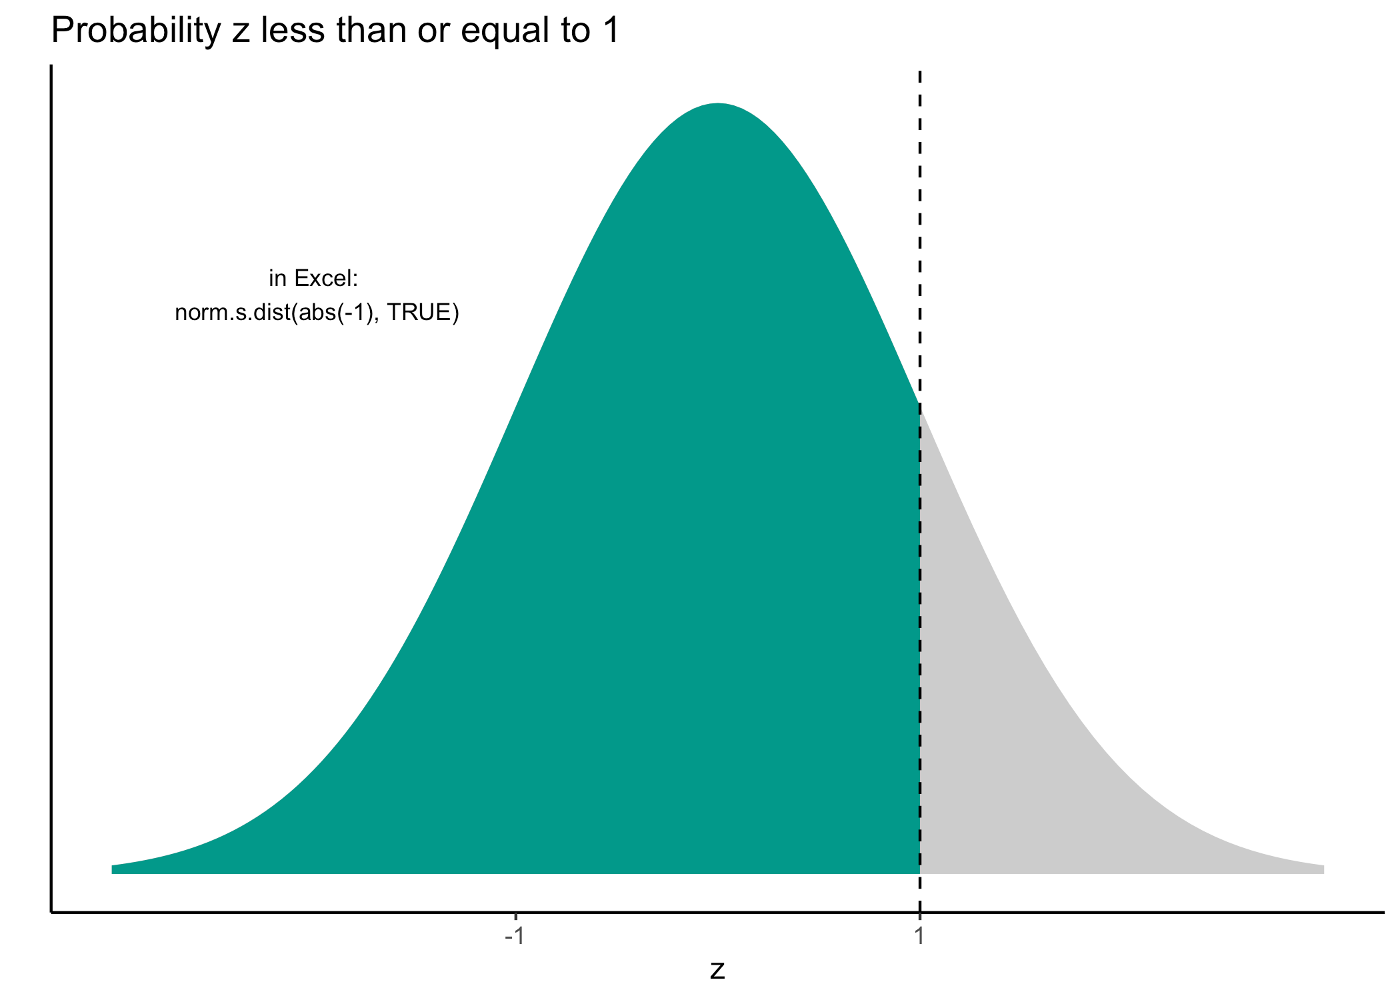 Probability z less than or equal to 1
in Excel:
norm.s.dist(abs(-1), TRUE)
-1
1
z